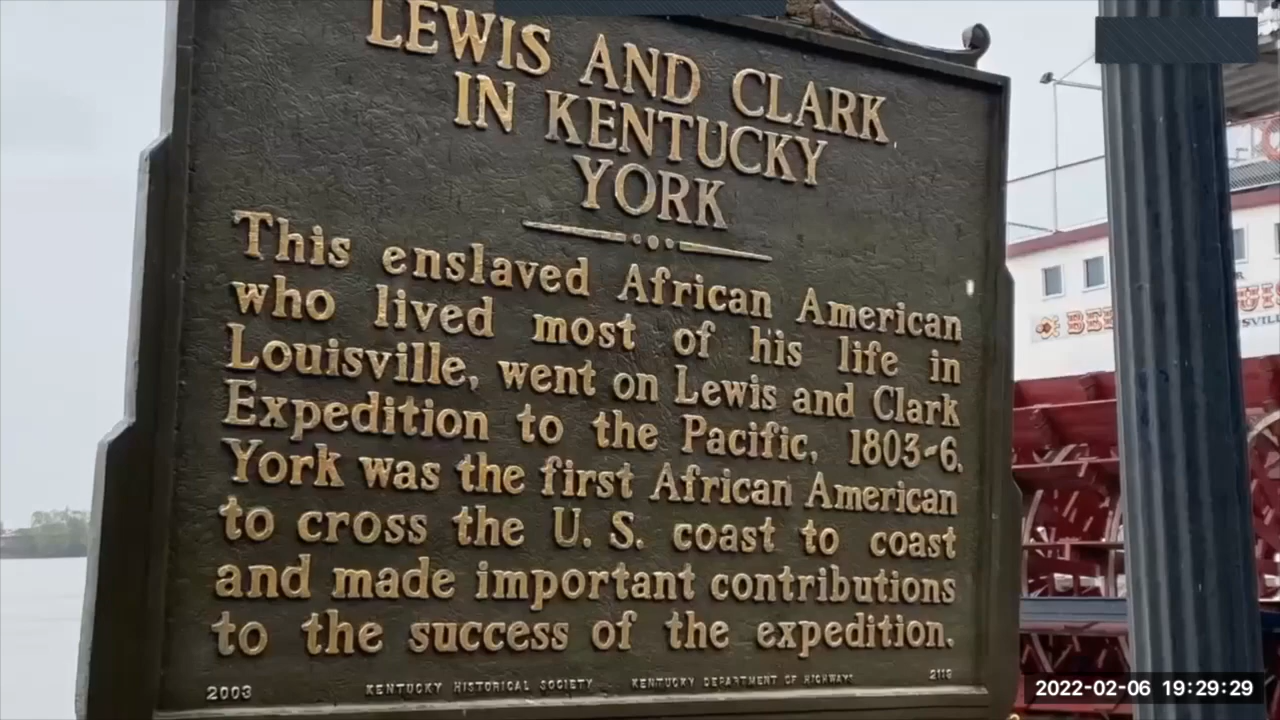 LEWIS AND CLARK
IN KENTUCKY
YORK
This enslaved African American
who lived most of his life in
Louisville, went on Lewis and Clark
Expedition to the Pacific, 1803-6.
York was the first African American
to cross the U. S. coast to coast
and made important contributions
to the success of the expedition.
2003 KENTUCKY HISTORICAL SOCIETY KENTUCKY DEPARTMENT OF HIGHWAYS
2022-02-06 19:29:29